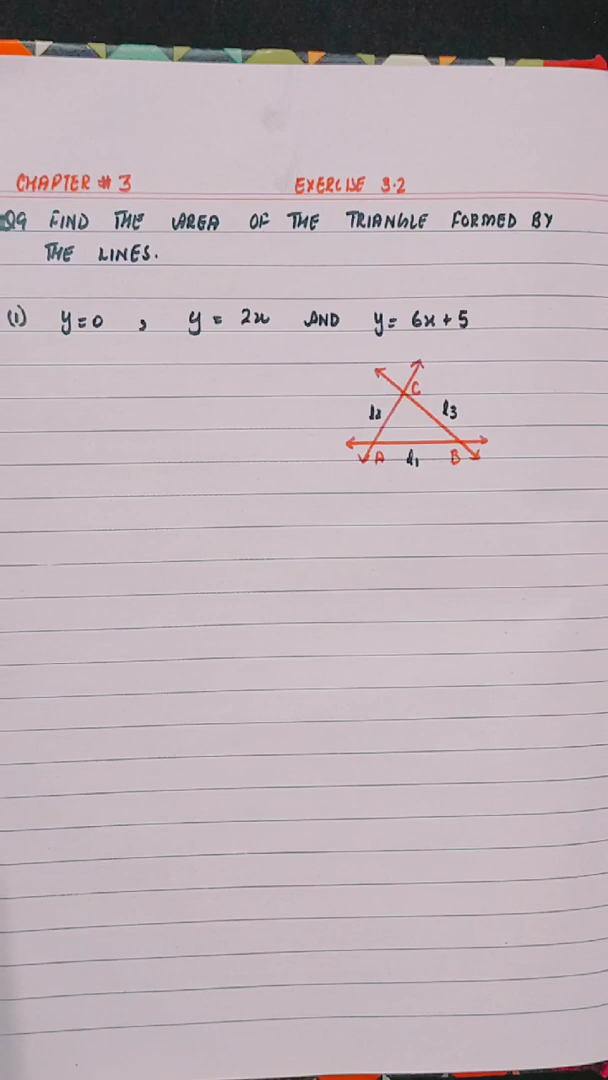 CHAPTER # 3 EXERCISE 3.2
Q9 FIND THE AREA OF THE TRIANGLE FORMED BY
THE LINES.
(i) y=0 , y = 2x AND y= 6x+5
C
l2 l3
A l1 B